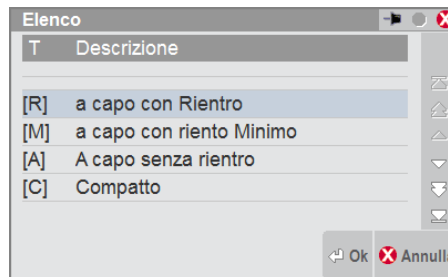 Elenco
T Descrizione
[R] a capo con Rientro
[M] a capo con riento Minimo
[A] A capo senza rientro
[C] Compatto
Ok Annull